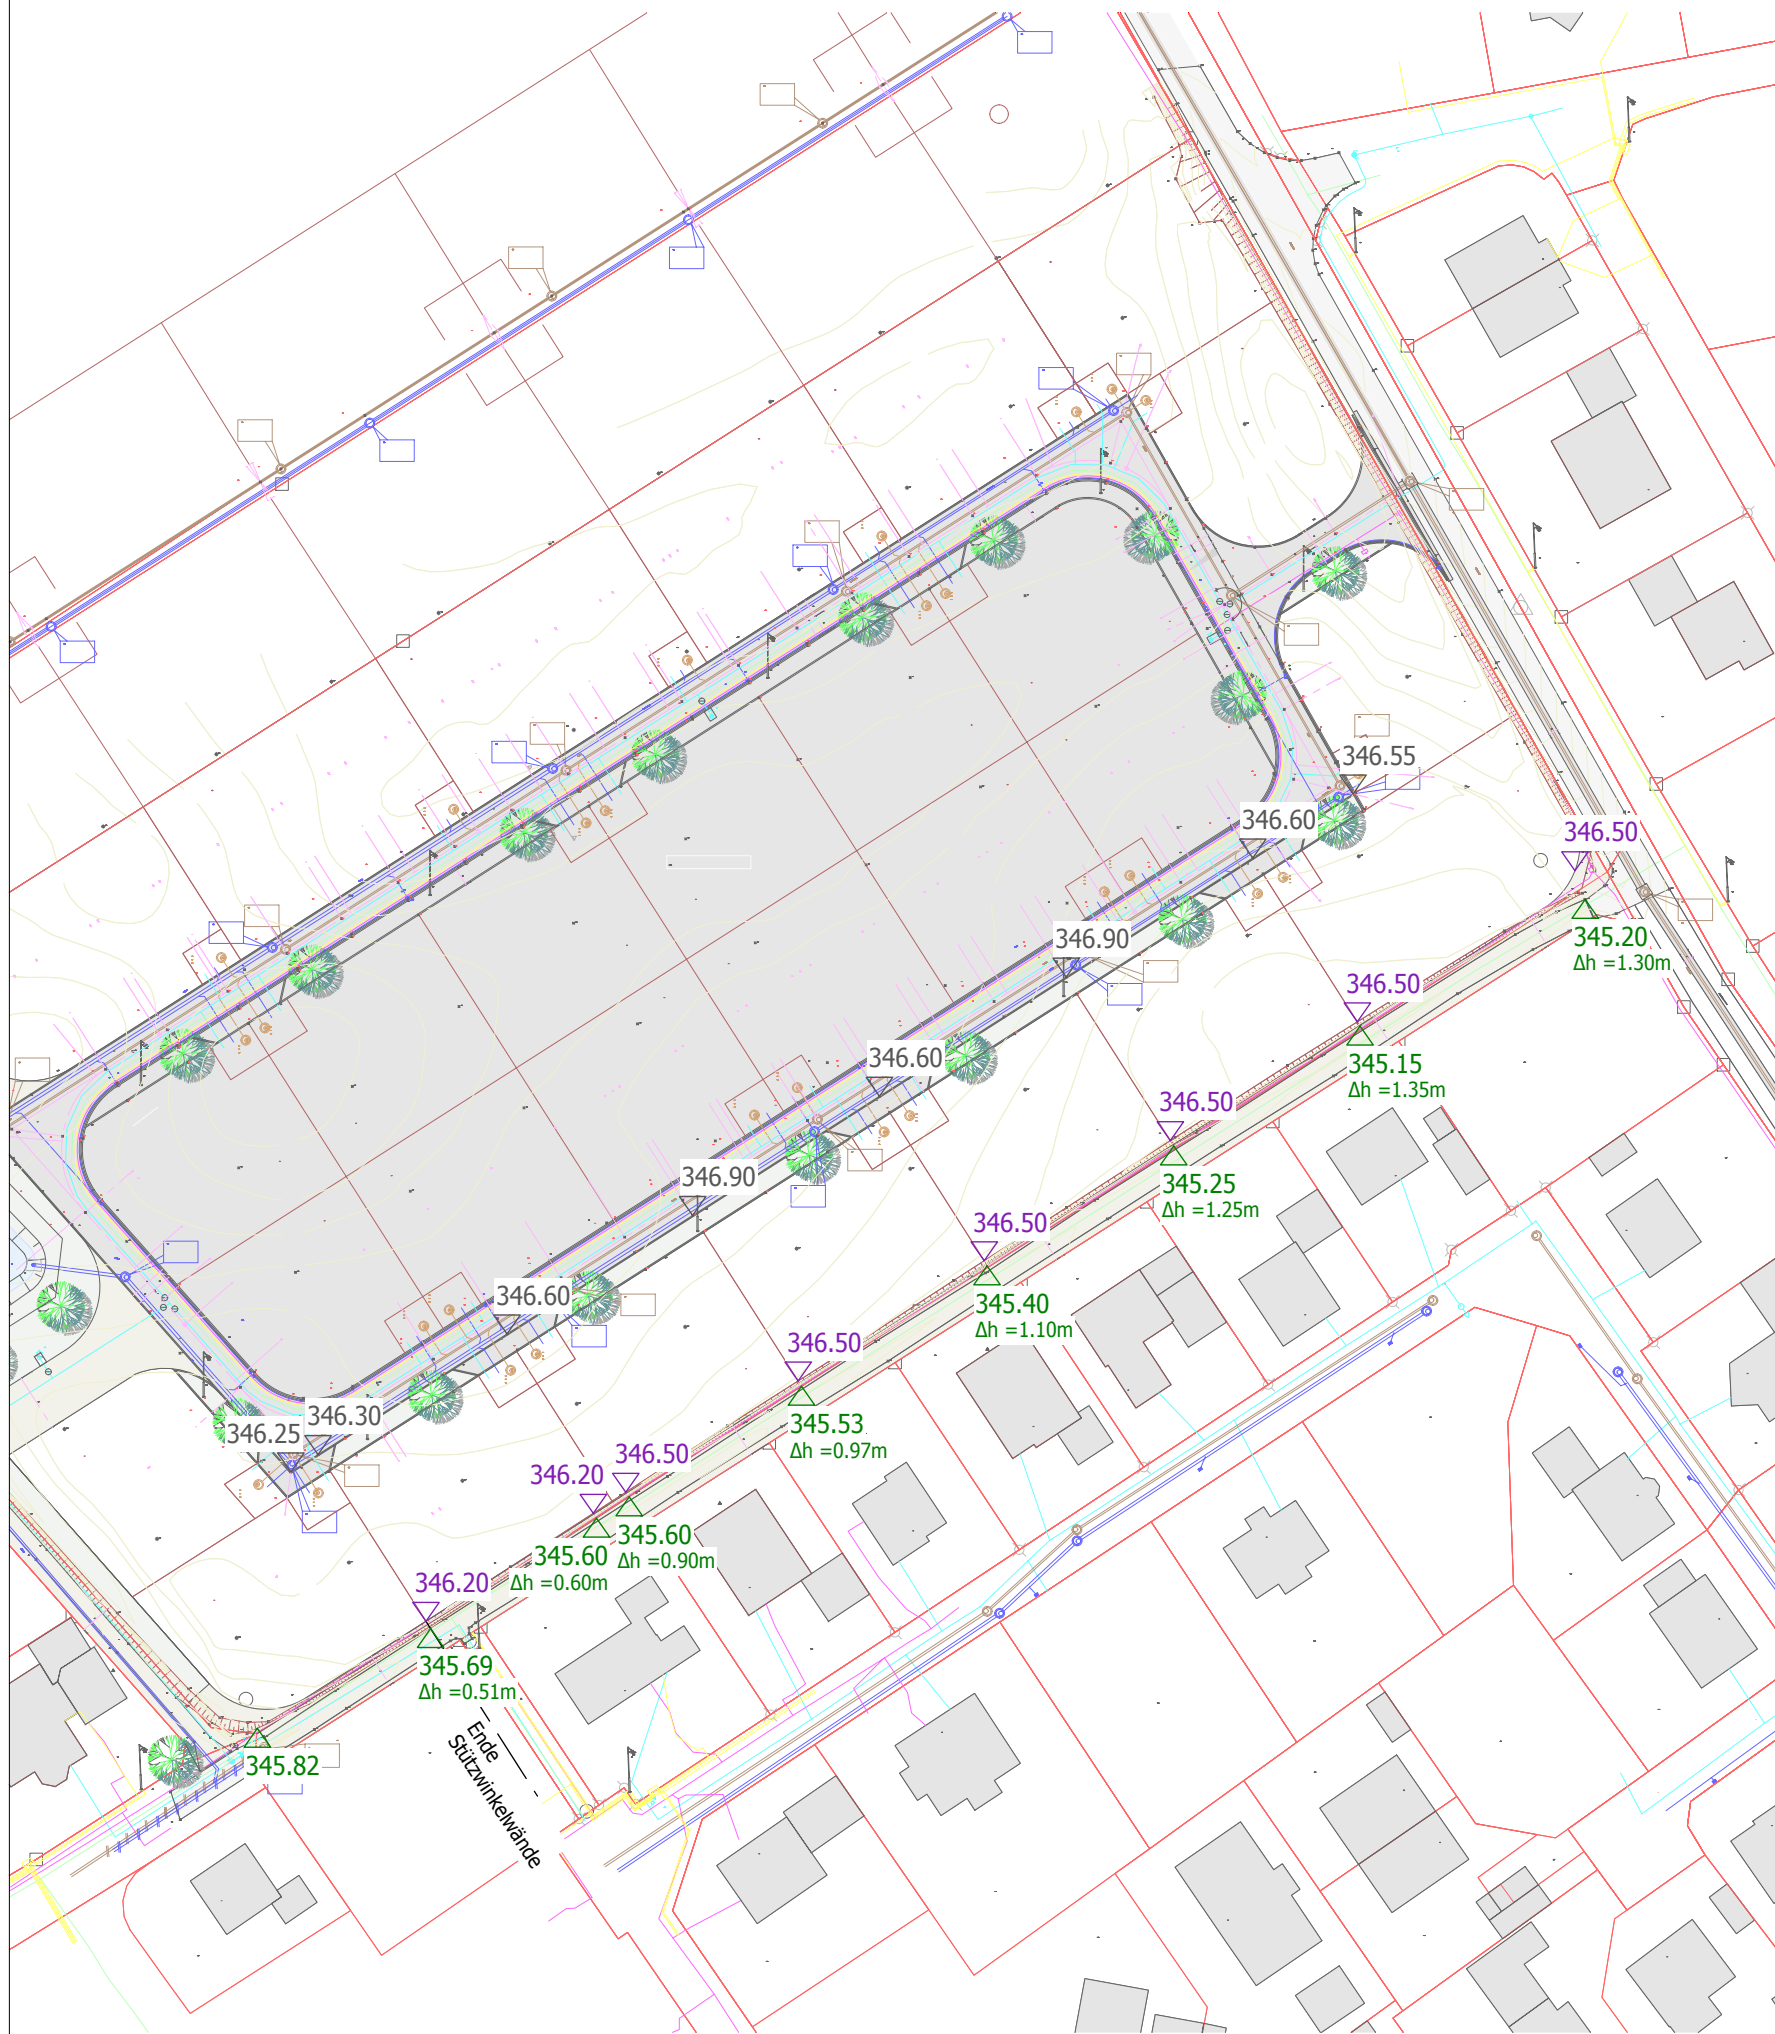 346.55
346.60
346.50
346.90
345.20
Δh =1.30m
346.50
346.60
345.15
Δh =1.35m
346.50
346.90
345.25
Δh =1.25m
346.50
346.60
345.40
Δh =1.10m
346.50
346.30
346.25
345.53
Δh =0.97m
346.50
346.20
345.60
Δh =0.90m
345.60
Δh =0.60m
346.20
345.69
Δh =0.51m
Ende
Stützwinkelwände
345.82